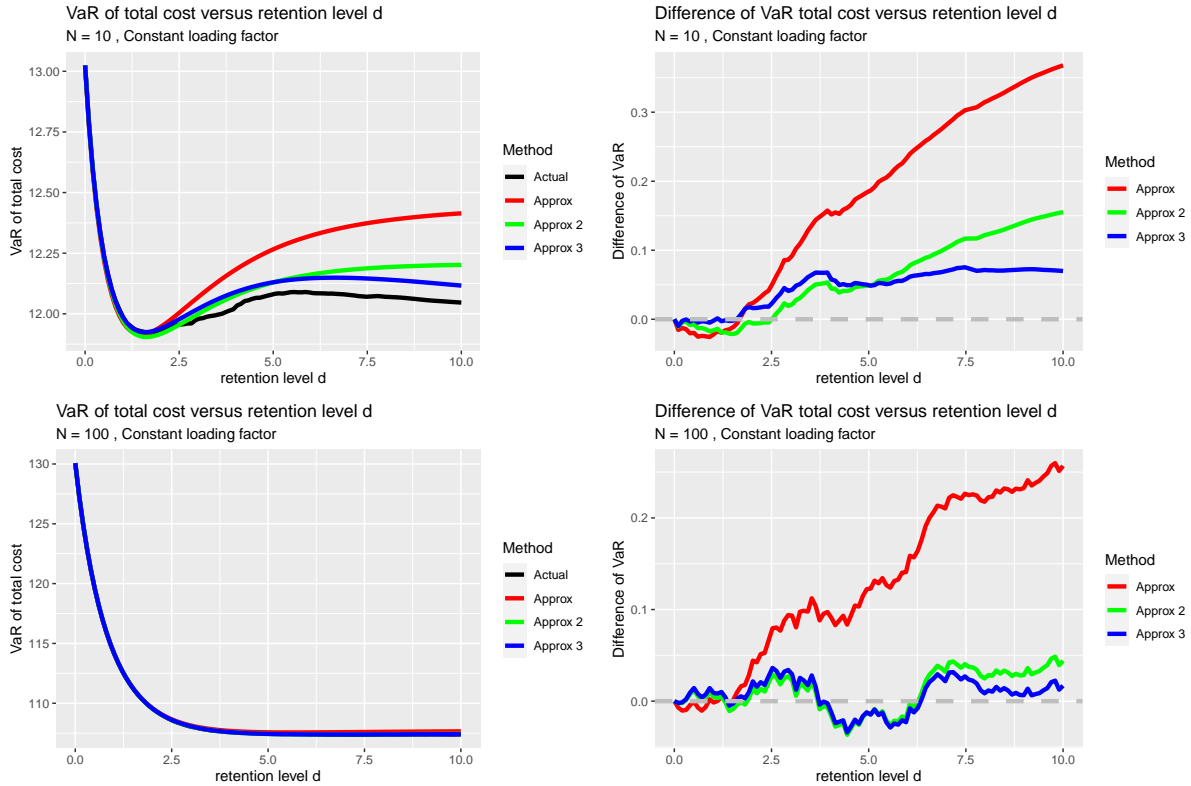 VaR of total cost versus retention level d
N = 10 , Constant loading factor
13.00
12.75
12.50
12.25
12.00
VaR of total cost
0.0
2.5
5.0
7.5
10.0
retention level d
Method
Actual
Approx
Approx 2
Approx 3
Difference of VaR total cost versus retention level d
N = 10 , Constant loading factor
0.3
0.2
0.1
0.0
Difference of VaR
0.0
2.5
5.0
7.5
10.0
retention level d
Method
Approx
Approx 2
Approx 3
VaR of total cost versus retention level d
N = 100 , Constant loading factor
130
125
120
115
110
VaR of total cost
0.0
2.5
5.0
7.5
10.0
retention level d
Method
Actual
Approx
Approx 2
Approx 3
Difference of VaR total cost versus retention level d
N = 100 , Constant loading factor
0.2
0.1
0.0
Difference of VaR
0.0
2.5
5.0
7.5
10.0
retention level d
Method
Approx
Approx 2
Approx 3